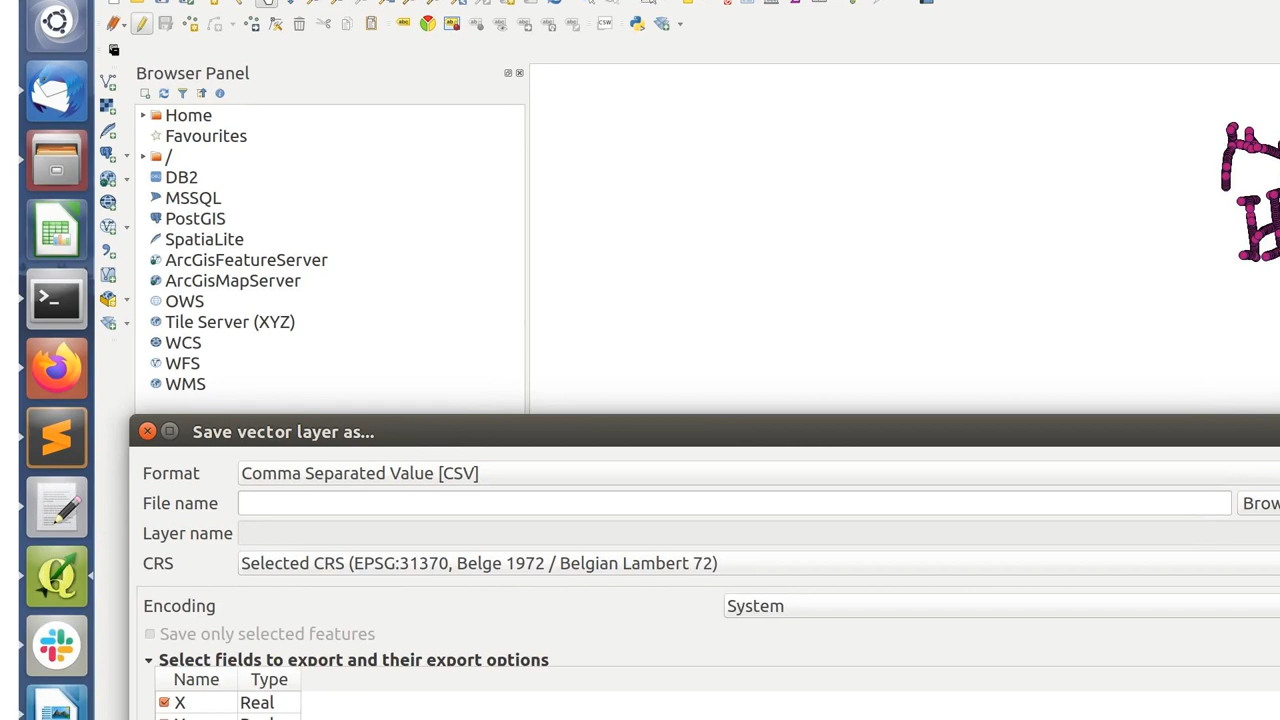 CSW
Browser Panel
Home
Favourites
/
DB2
MSSQL
PostGIS
SpatiaLite
ArcGisFeatureServer
ArcGisMapServer
OWS
Tile Server (XYZ)
WCS
WFS
WMS
Save vector layer as...
Format Comma Separated Value [CSV]
File name Brow
Layer name
CRS Selected CRS (EPSG:31370, Belge 1972 / Belgian Lambert 72)
Encoding System
Save only selected features
Select fields to export and their export options
Name Type
X Real